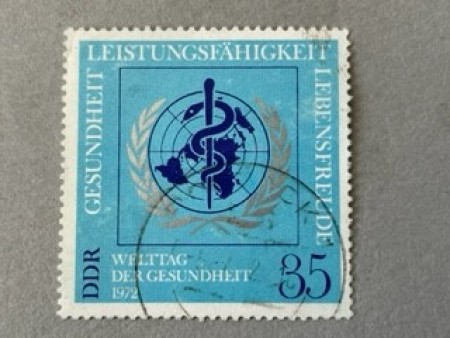 GESUNDHEIT
LEISTUNGSFÄHIGKEIT
LEBENSFREUDE
DDR
WELTTAG
DER GESUNDHEIT
1972
35